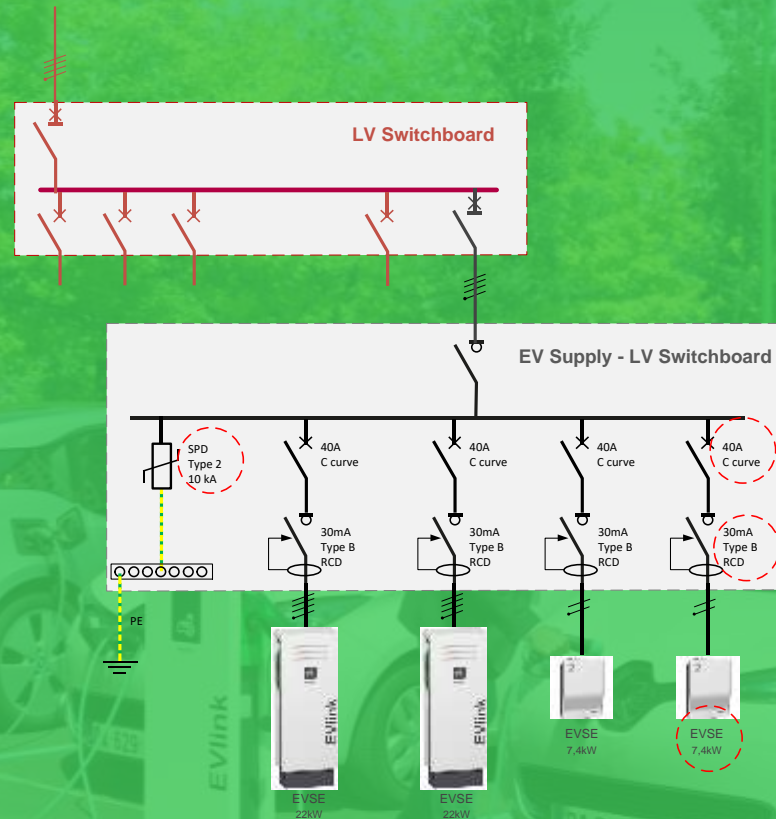 LV Switchboard
EV Supply - LV Switchboard
SPD
Type 2
10 kA
40A
C curve
40A
C curve
40A
C curve
40A
C curve
30mA
Type B
RCD
30mA
Type B
RCD
30mA
Type B
RCD
30mA
Type B
RCD
PE
EVlink
EVlink
2
2
EVlink
EVSE
7,4kW
EVSE
7,4kW
EVSE
22kW
EVSE
22kW